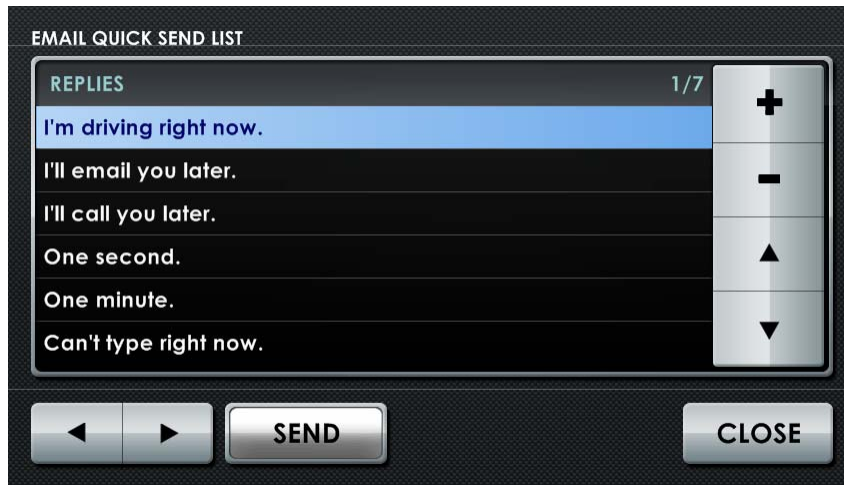 EMAIL QUICK SEND LIST
REPLIES 1/7
I'm driving right now.
I'll email you later.
I'll call you later.
One second.
One minute.
Can't type right now.
SEND
CLOSE